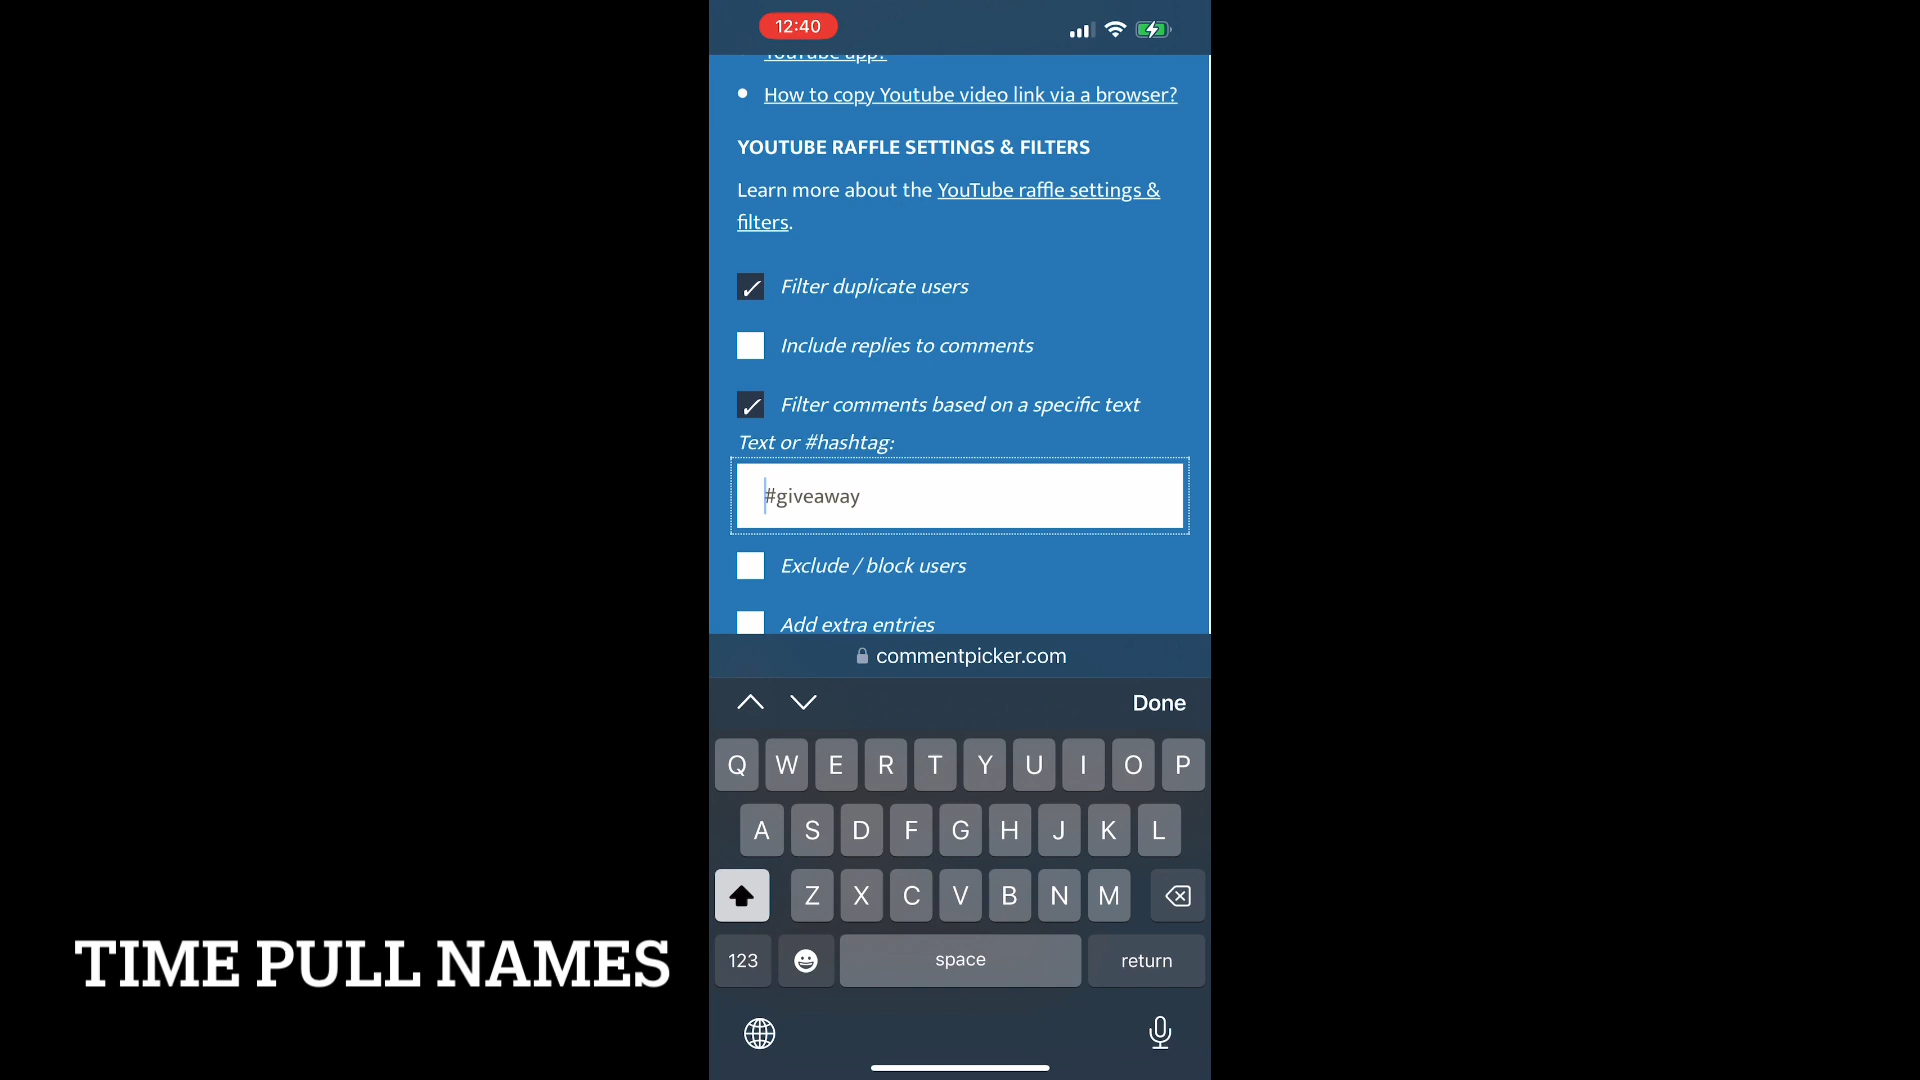 12:40
YouTube app?
How to copy Youtube video link via a browser?
YOUTUBE RAFFLE SETTINGS & FILTERS
Learn more about the YouTube raffle settings &
filters.
Filter duplicate users
Include replies to comments
Filter comments based on a specific text
Text or #hashtag:
#giveaway
Exclude / block users
Add extra entries
commentpicker.com
Done
Q W E R T Y U I O P
A S D F G H J K L
Z X C V B N M
123 space return
TIME PULL NAMES